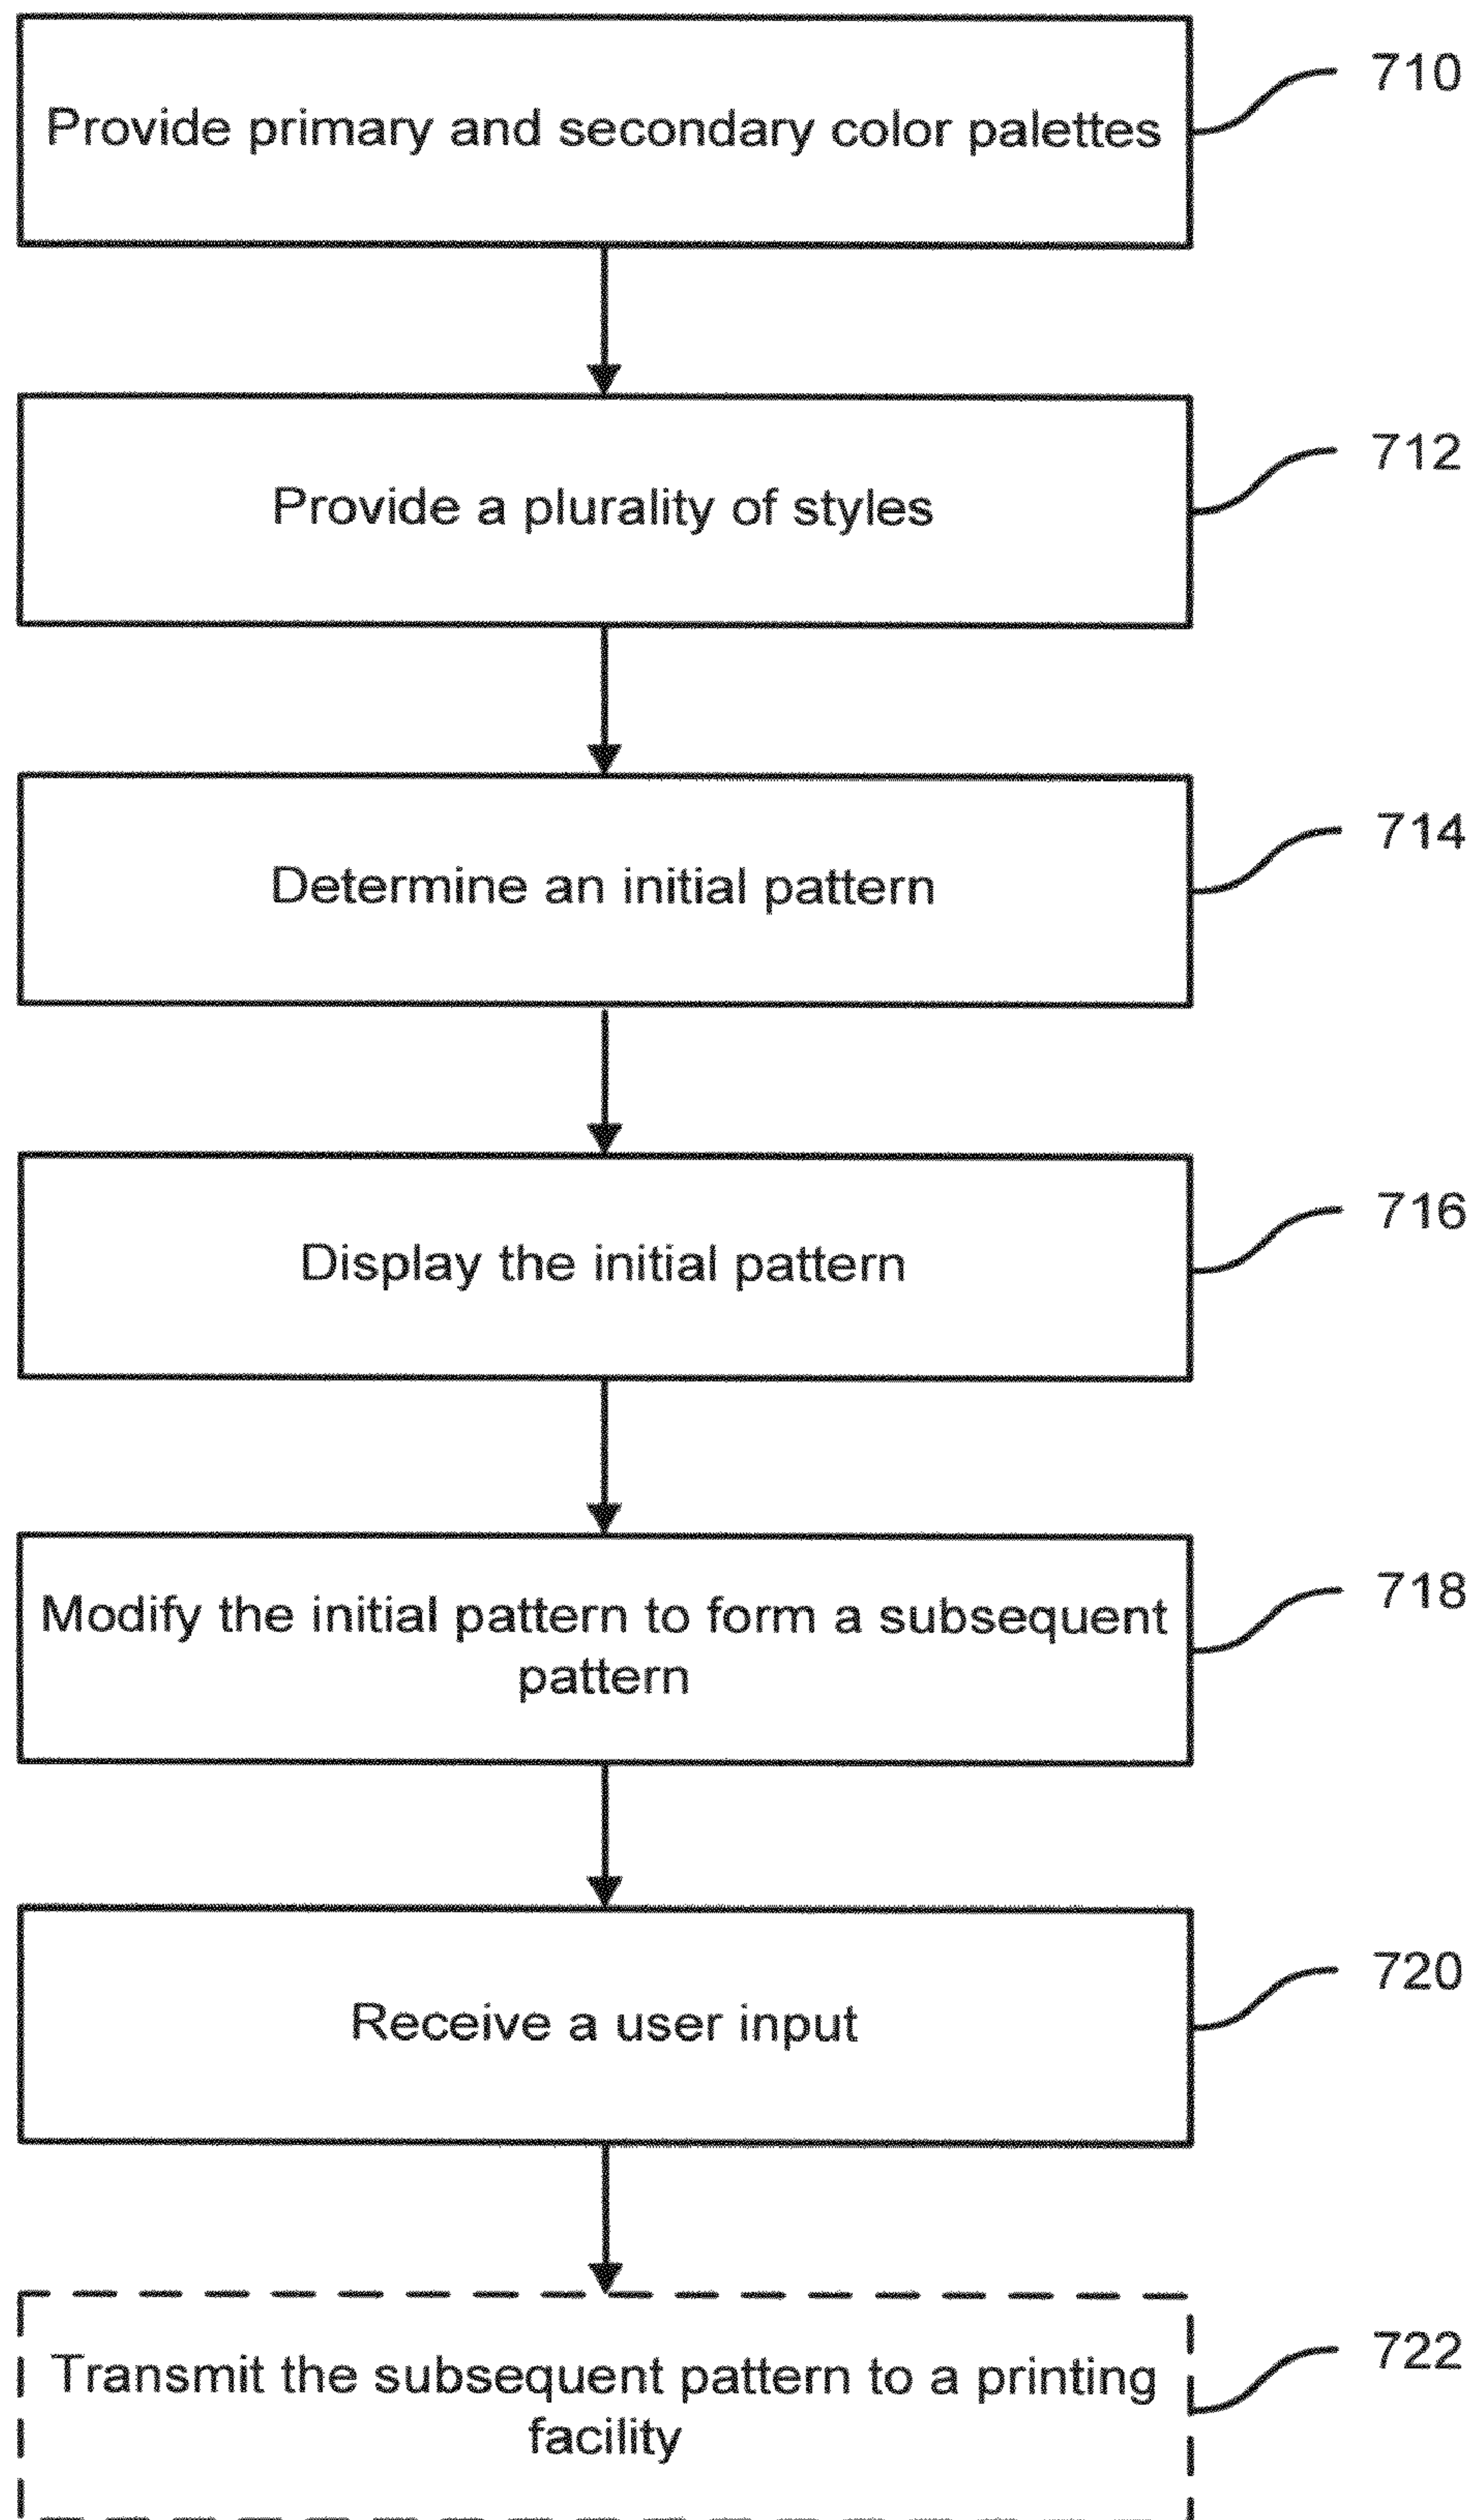 Provide primary and secondary color palettes
710
Provide a plurality of styles
712
Determine an initial pattern
714
Display the initial pattern
716
Modify the initial pattern to form a subsequent
pattern
718
Receive a user input
720
Transmit the subsequent pattern to a printing
facility
722